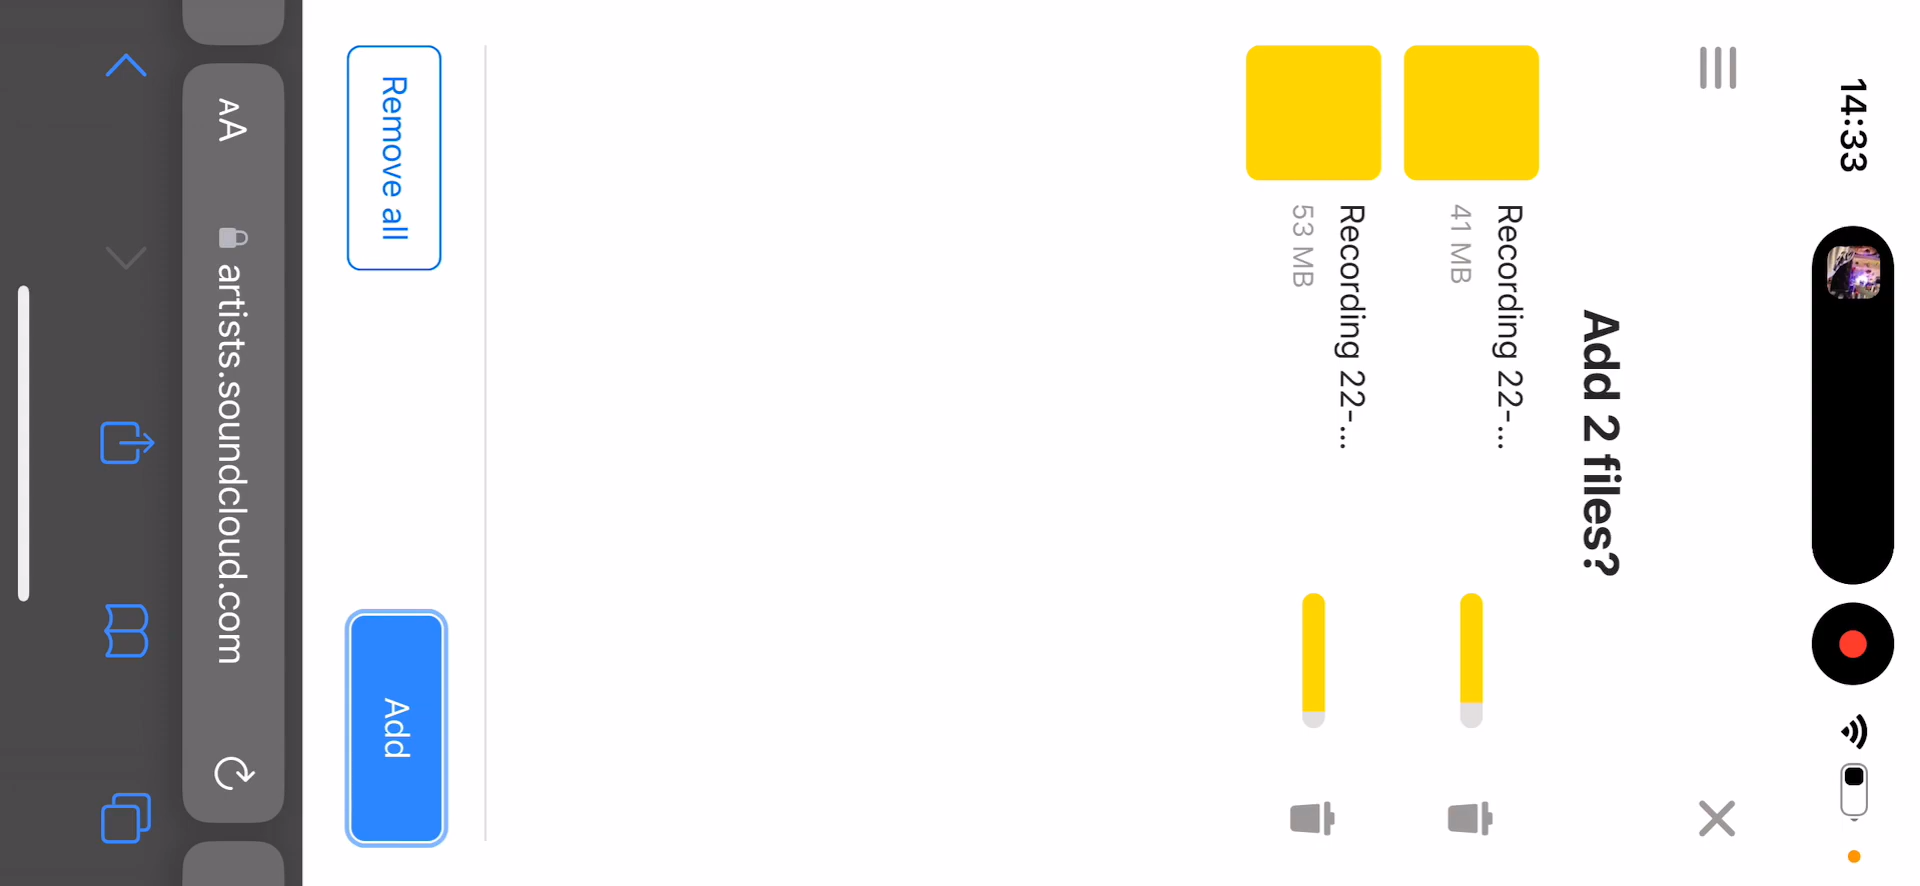 14:33
Add 2 files?
Recording 22-...
41 MB
Recording 22-...
53 MB
Remove all
Add
AA
artists.soundcloud.com